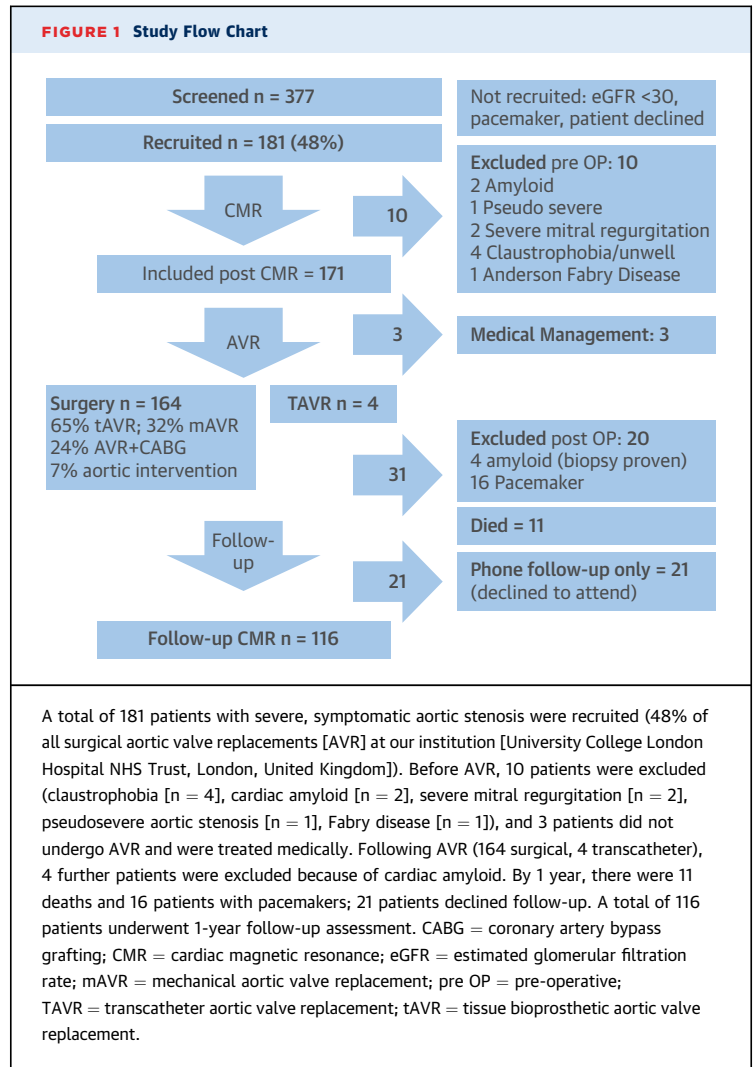 FIGURE 1 Study Flow Chart
Screened n = 377
Not recruited: eGFR <30,
pacemaker, patient declined
Recruited n = 181 (48%)
CMR
10
Excluded pre OP: 10
2 Amyloid
1 Pseudo severe
2 Severe mitral regurgitation
4 Claustrophobia/unwell
1 Anderson Fabry Disease
Included post CMR = 171
AVR
3
Medical Management: 3
Surgery n = 164
65% tAVR; 32% mAVR
24% AVR+CABG
7% aortic intervention
TAVR n = 4
31
Excluded post OP: 20
4 amyloid (biopsy proven)
16 Pacemaker
Died = 11
Follow-
up
21
Phone follow-up only = 21
(declined to attend)
Follow-up CMR n = 116
A total of 181 patients with severe, symptomatic aortic stenosis were recruited (48% of
all surgical aortic valve replacements [AVR] at our institution [University College London
Hospital NHS Trust, London, United Kingdom]). Before AVR, 10 patients were excluded
(claustrophobia [n = 4], cardiac amyloid [n = 2], severe mitral regurgitation [n = 2],
pseudosevere aortic stenosis [n = 1], Fabry disease [n = 1]), and 3 patients did not
undergo AVR and were treated medically. Following AVR (164 surgical, 4 transcatheter),
4 further patients were excluded because of cardiac amyloid. By 1 year, there were 11
deaths and 16 patients with pacemakers; 21 patients declined follow-up. A total of 116
patients underwent 1-year follow-up assessment. CABG = coronary artery bypass
grafting; CMR = cardiac magnetic resonance; eGFR = estimated glomerular filtration
rate; mAVR = mechanical aortic valve replacement; pre OP = pre-operative;
TAVR = transcatheter aortic valve replacement; tAVR = tissue bioprosthetic aortic valve
replacement.